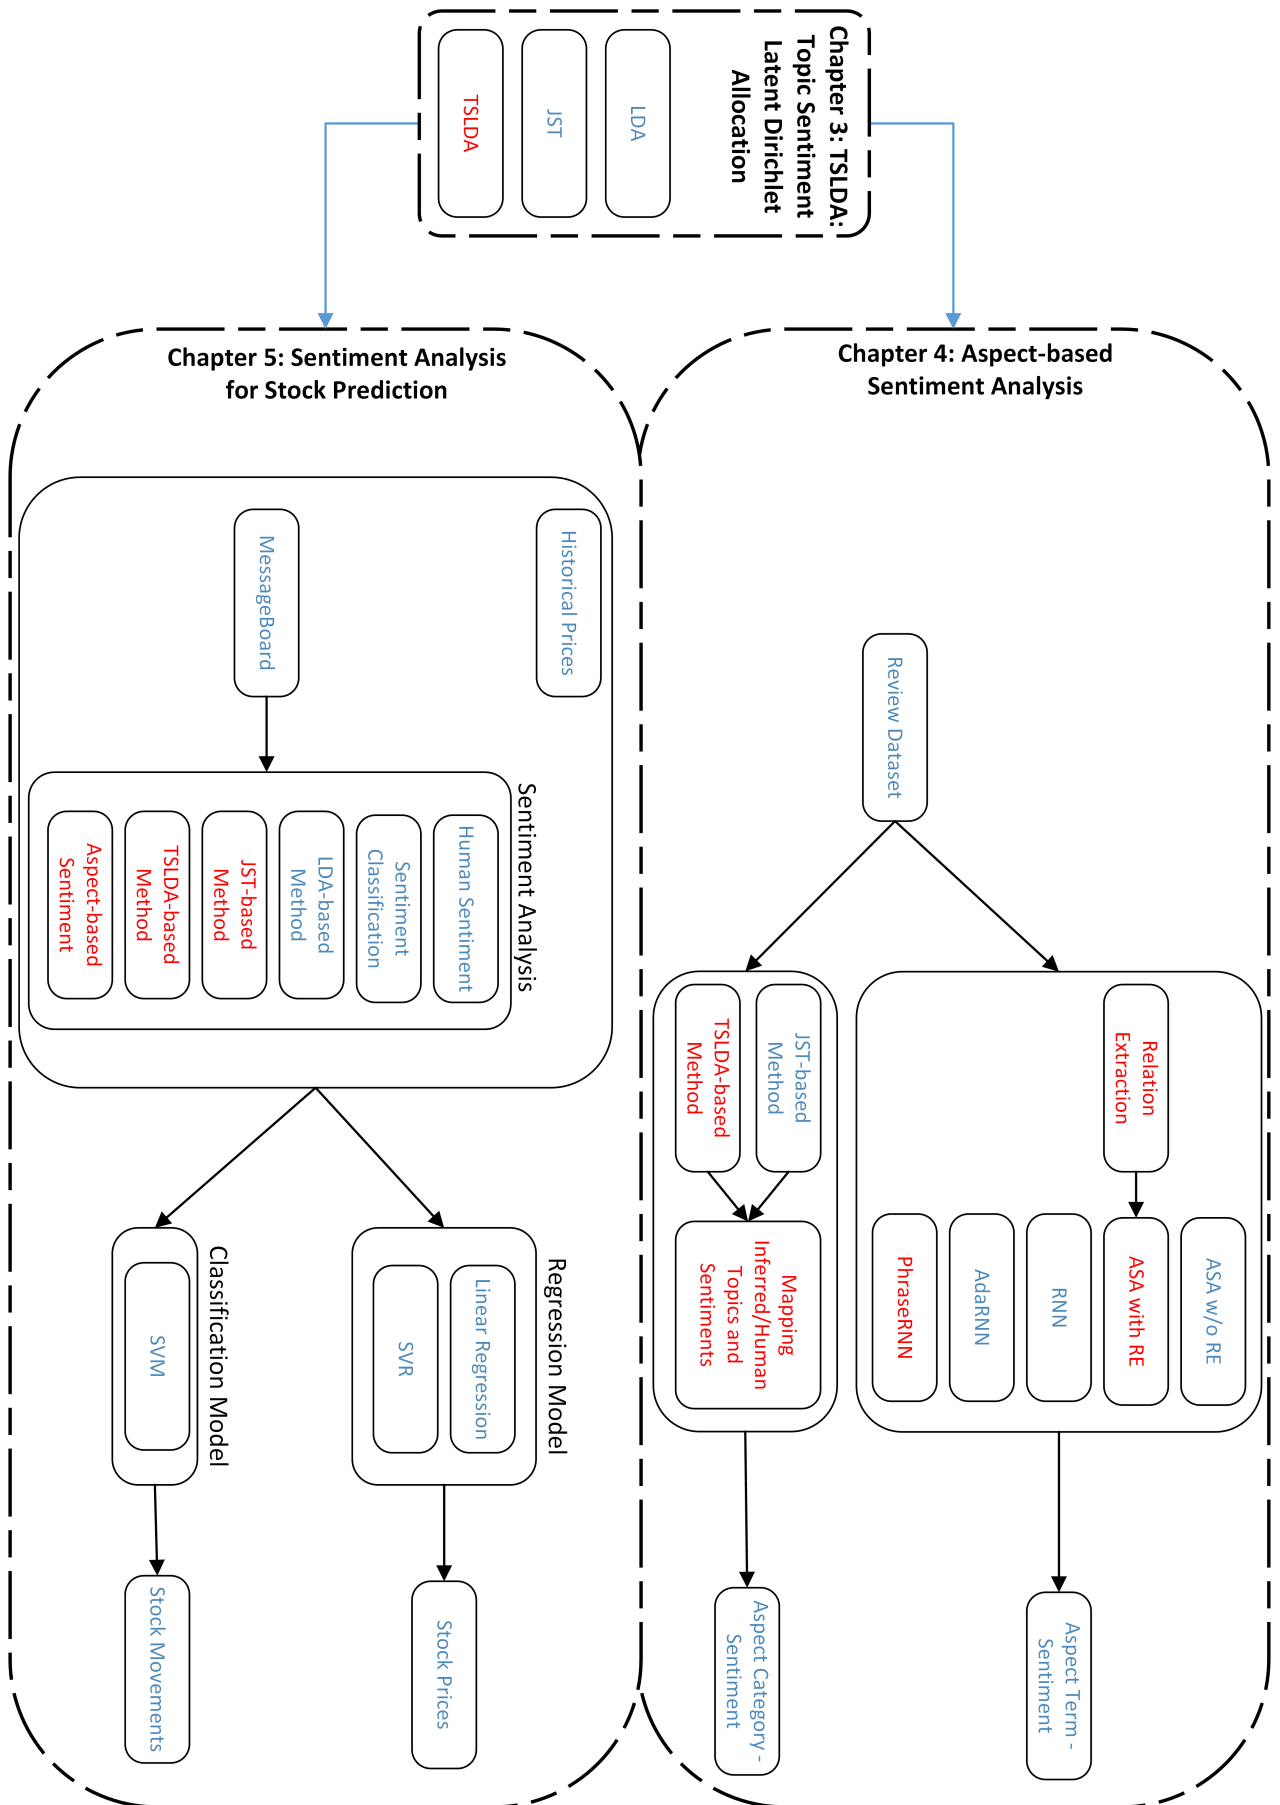 Chapter 3: TSLDA:
Topic Sentiment
Latent Dirichlet
Allocation
LDA
JST
TSLDA
Chapter 4: Aspect-based
Sentiment Analysis
Review Dataset
Relation
Extraction
ASA w/o RE
ASA with RE
RNN
AdaRNN
PhraseRNN
Aspect Term -
Sentiment
JST-based
Method
TSLDA-based
Method
Mapping
Inferred/Human
Topics and
Sentiments
Aspect Category -
Sentiment
Chapter 5: Sentiment Analysis
for Stock Prediction
Historical Prices
MessageBoard
Sentiment Analysis
Human Sentiment
Sentiment
Classification
LDA-based
Method
JST-based
Method
TSLDA-based
Method
Aspect-based
Sentiment
Regression Model
Linear Regression
SVR
Stock Prices
Classification Model
SVM
Stock Movements